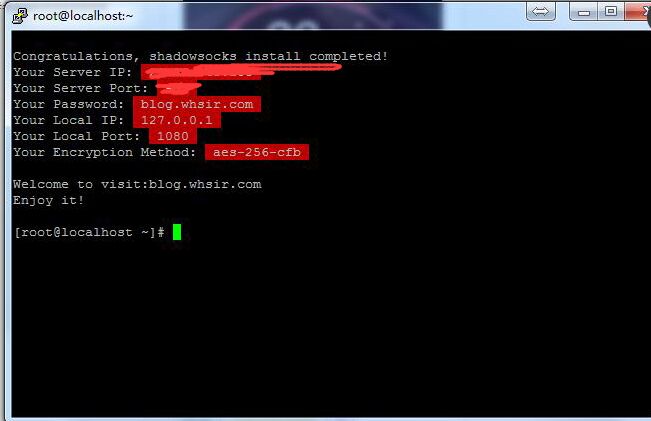 root@localhost:~
Congratulations, shadowsocks install completed!
Your Server IP:
Your Server Port:
Your Password: blog.whsir.com
Your Local IP: 127.0.0.1
Your Local Port: 1080
Your Encryption Method: aes-256-cfb
Welcome to visit:blog.whsir.com
Enjoy it!
[root@localhost ~]#